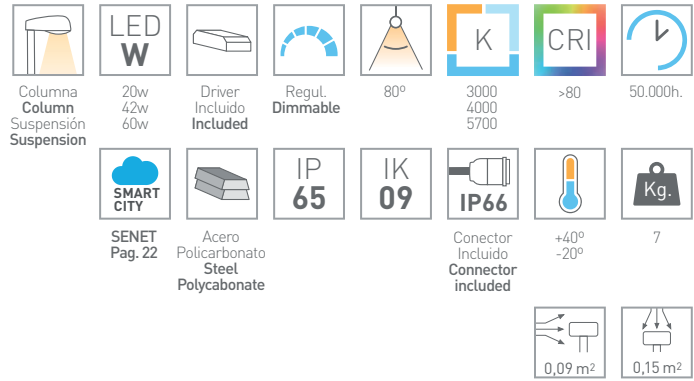 LED
W
K
CRI
Columna
Column
Suspensión
Suspension
20w
42w
60w
Driver
Incluido
Included
Regul.
Dimmable
80º
3000
4000
5700
>80
50.000h.
SMART
CITY
IP
65
IK
09
IP66
Kg.
SENET
Pag. 22
Acero
Policarbonato
Steel
Polycabonate
Conector
Incluido
Connector
included
+40º
-20º
7
0,09 m²
0,15 m²